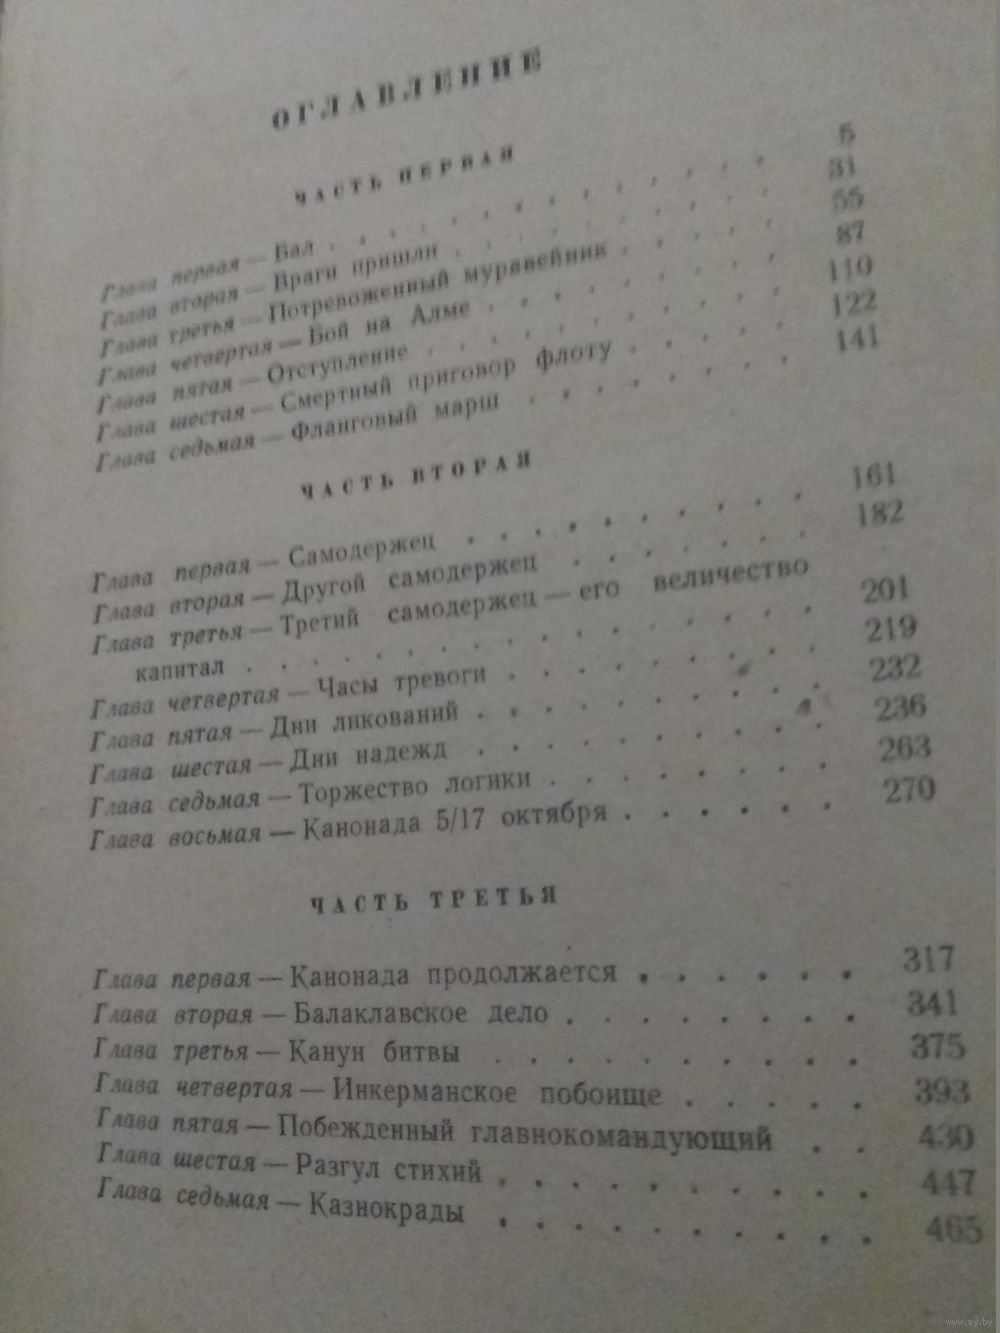 ОГЛАВЛЕНИЕ
ЧАСТЬ ПЕРВАЯ
Глава первая — Бал . . . . . . . . . . . . . . 5
Глава вторая — Враги пришли . . . . . . . . . . 31
Глава третья — Потревоженный муравейник . . . . . 55
Глава четвертая — Бой на Алме . . . . . . . . . 87
Глава пятая — Отступление . . . . . . . . . . . 110
Глава шестая — Смертный приговор флоту . . . . . 122
Глава седьмая — Фланговый марш . . . . . . . . 141
ЧАСТЬ ВТОРАЯ
Глава первая — Самодержец . . . . . . . . . . 161
Глава вторая — Другой самодержец . . . . . . . 182
Глава третья — Третий самодержец — его величество
капитал . . . . . . . . . . . . . . . . 201
Глава четвертая — Часы тревоги . . . . . . . . . 219
Глава пятая — Дни ликований . . . . . . . . . . 232
Глава шестая — Дни надежд . . . . . . . . . . 236
Глава седьмая — Торжество логики . . . . . . . . 263
Глава восьмая — Канонада 5/17 октября . . . . . . 270
ЧАСТЬ ТРЕТЬЯ
Глава первая — Канонада продолжается . . . . . . 317
Глава вторая — Балаклавское дело . . . . . . . . 341
Глава третья — Канун битвы . . . . . . . . . . 375
Глава четвертая — Инкерманское побоище . . . . . 393
Глава пятая — Побежденный главнокомандующий . . 430
Глава шестая — Разгул стихий . . . . . . . . . . 447
Глава седьмая — Казнокрады . . . . . . . . . . 465
www.ay.by